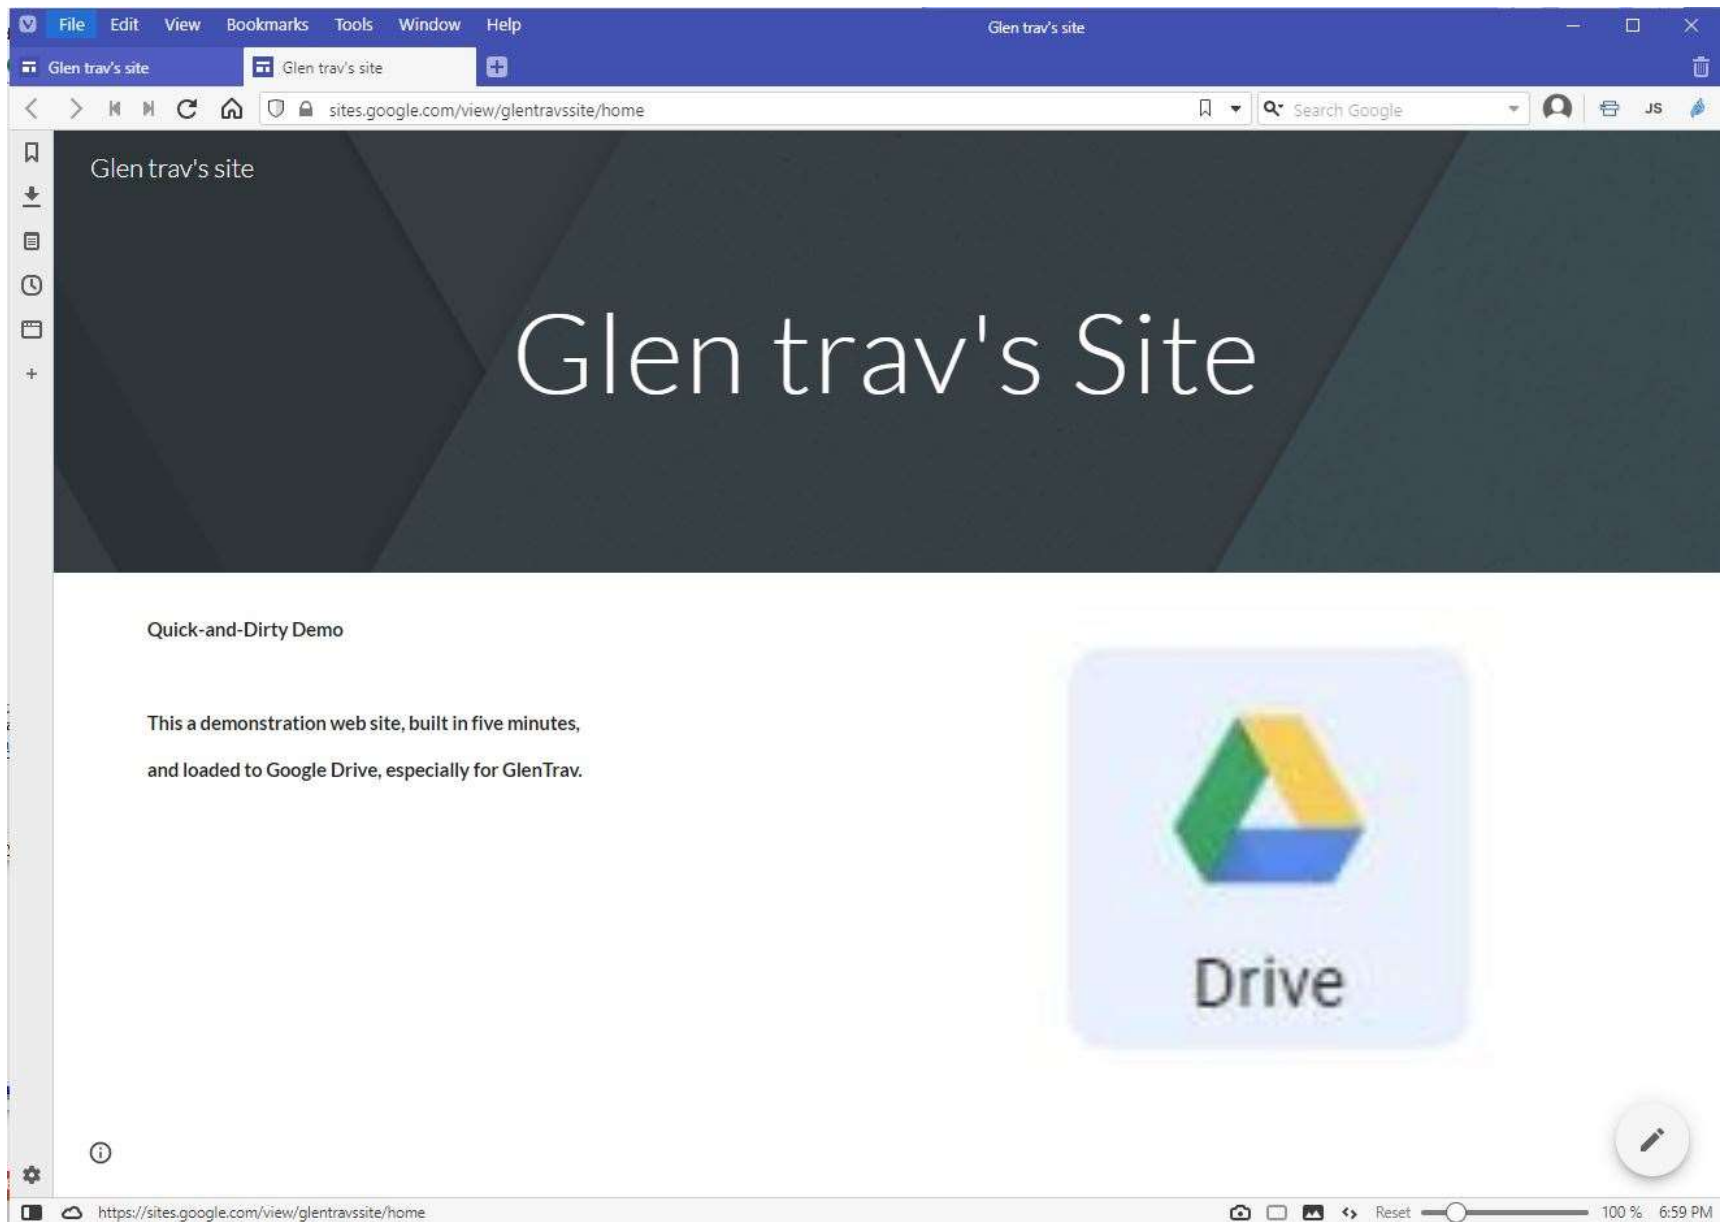 File Edit View Bookmarks Tools Window Help Glen trav's site
Glen trav's site Glen trav's site
sites.google.com/view/glentravssite/home Search Google JS
Glen trav's site
Glen trav's Site
Quick-and-Dirty Demo
This a demonstration web site, built in five minutes,
and loaded to Google Drive, especially for GlenTrav.
Drive
https://sites.google.com/view/glentravssite/home Reset 100 % 6:59 PM